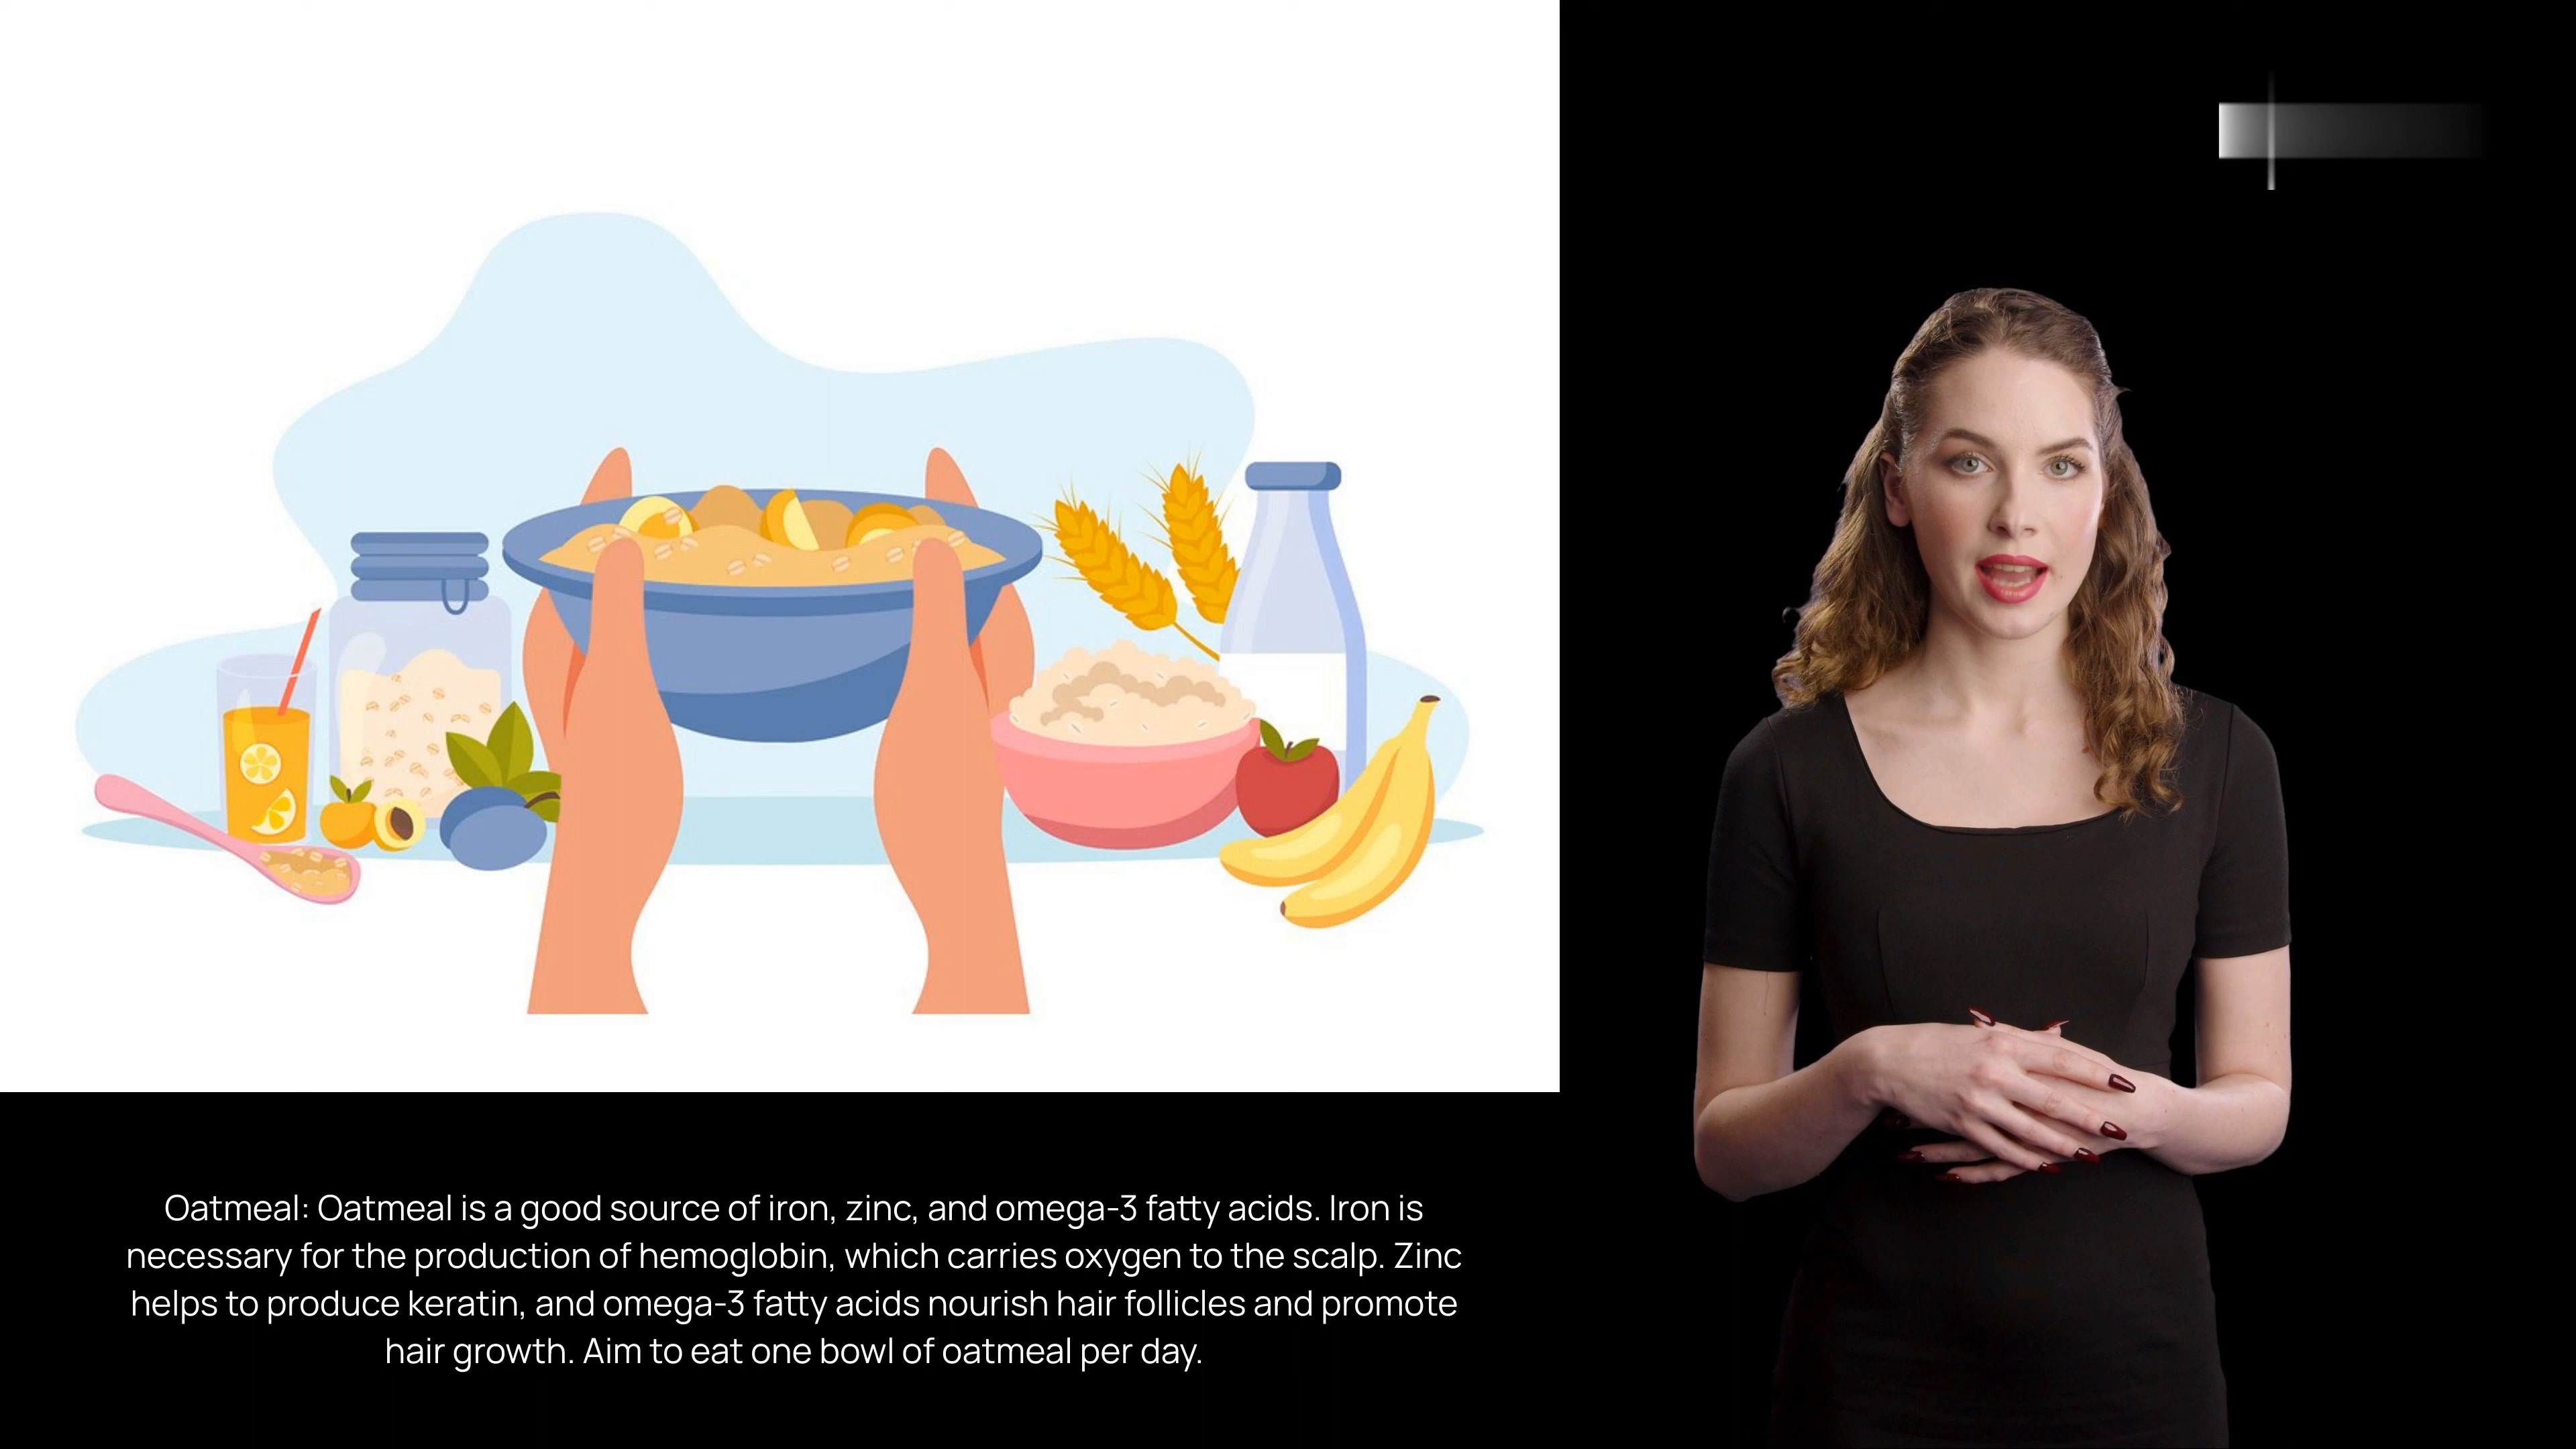 Oatmeal: Oatmeal is a good source of iron, zinc, and omega-3 fatty acids. Iron is
necessary for the production of hemoglobin, which carries oxygen to the scalp. Zinc
helps to produce keratin, and omega-3 fatty acids nourish hair follicles and promote
hair growth. Aim to eat one bowl of oatmeal per day.